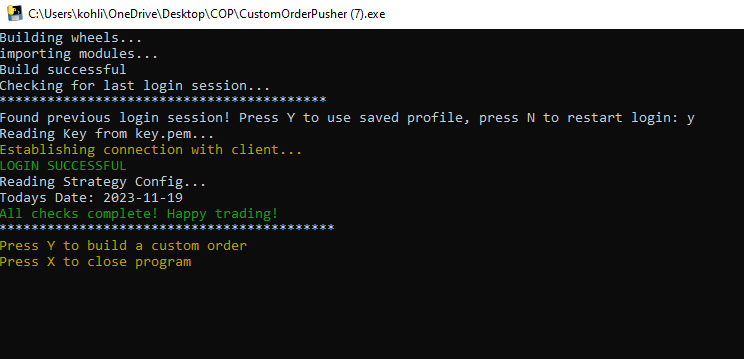 C:\Users\kohli\OneDrive\Desktop\COP\CustomOrderPusher (7).exe
Building wheels...
importing modules...
Build successful
Checking for last login session...
*****************************************
Found previous login session! Press Y to use saved profile, press N to restart login: y
Reading Key from key.pem...
Establishing connection with client...
LOGIN SUCCESSFUL
Reading Strategy Config...
Todays Date: 2023-11-19
All checks complete! Happy trading!
******************************************
Press Y to build a custom order
Press X to close program